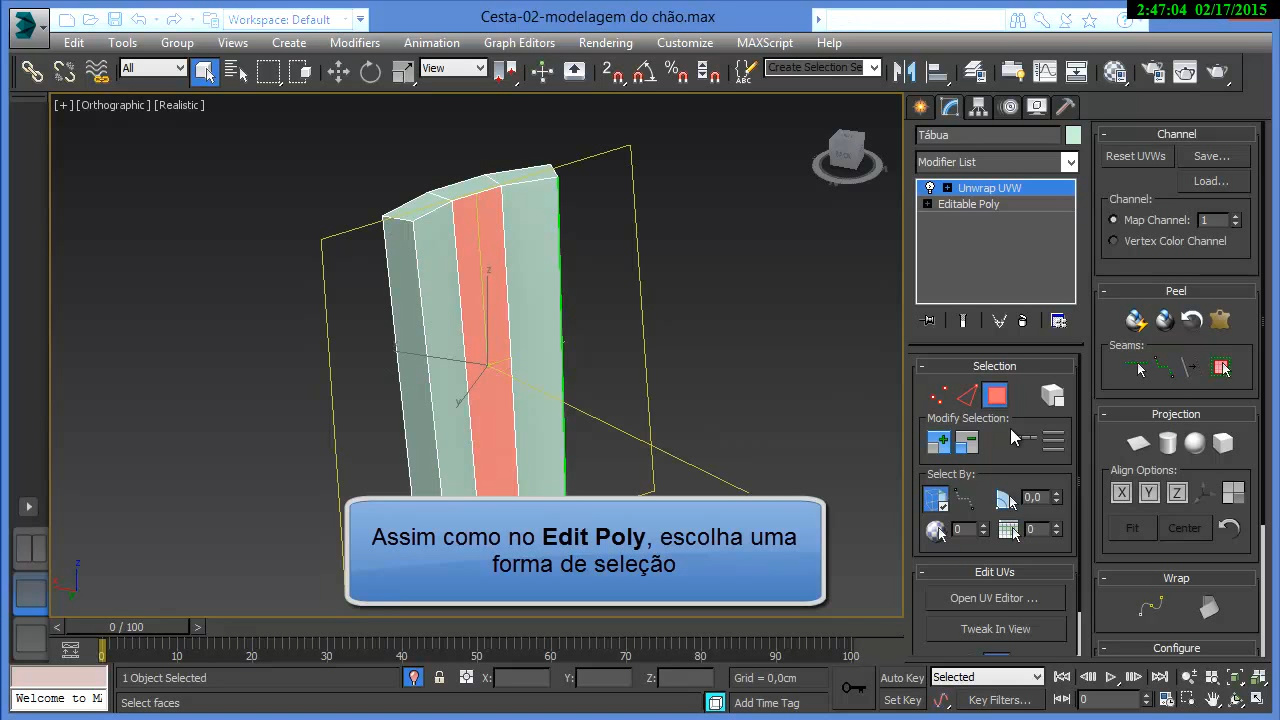 Workspace: Default
Cesta-02-modelagem do chão.max
2:47:04 02/17/2015
Edit Tools Group Views Create Modifiers Animation Graph Editors Rendering Customize MAXScript Help
All
View
Create Selection Se
[+] [Orthographic] [Realistic]
Tábua
Modifier List
Unwrap UVW
Editable Poly
Channel
Reset UVWs Save...
Load...
Channel:
Map Channel: 1
Vertex Color Channel
Peel
Seams:
Selection
Modify Selection:
Select By:
0,0
0 0
Edit UVs
Open UV Editor ...
Tweak In View
Projection
Align Options:
X Y Z
Fit Center
Wrap
Configure
z
y
Assim como no Edit Poly, escolha uma
forma de seleção
z
< 0 / 100 >
0 10 20 30 40 50 60 70 80 90 100
1 Object Selected X: Y: Z: Grid = 0,0cm Auto Key Selected
Welcome to M
Select faces Add Time Tag Set Key Key Filters... 0